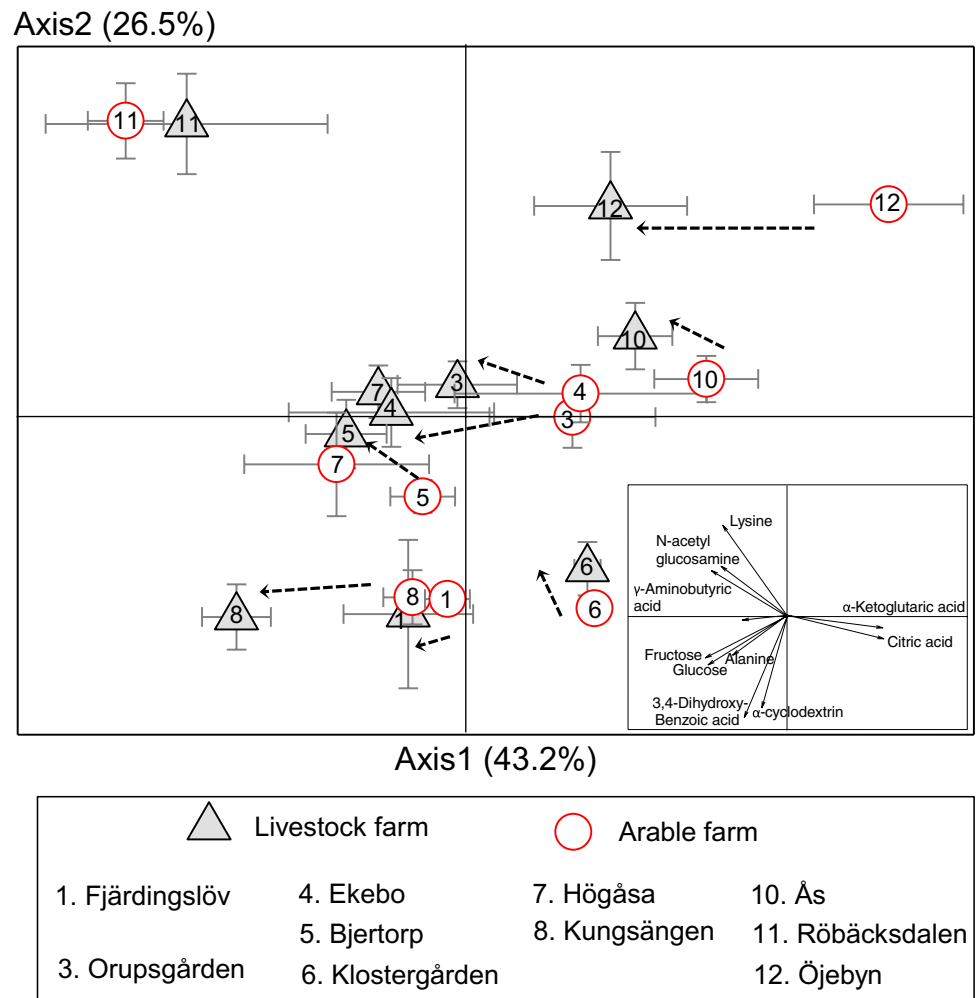 Axis2 (26.5%)
11
11
12
12
10
10
3
4
7
4
3
5
7
5
6
8
1
8
1
6
Lysine
N-acetyl
glucosamine
γ-Aminobutyric
acid
α-Ketoglutaric acid
Citric acid
Fructose
Alanine
Glucose
3,4-Dihydroxy-
Benzoic acid
α-cyclodextrin
Axis1 (43.2%)
Livestock farm
Arable farm
1. Fjärdingslöv
3. Orupsgården
4. Ekebo
5. Bjertorp
6. Klostergården
7. Högåsa
8. Kungsängen
10. Ås
11. Röbäcksdalen
12. Öjebyn